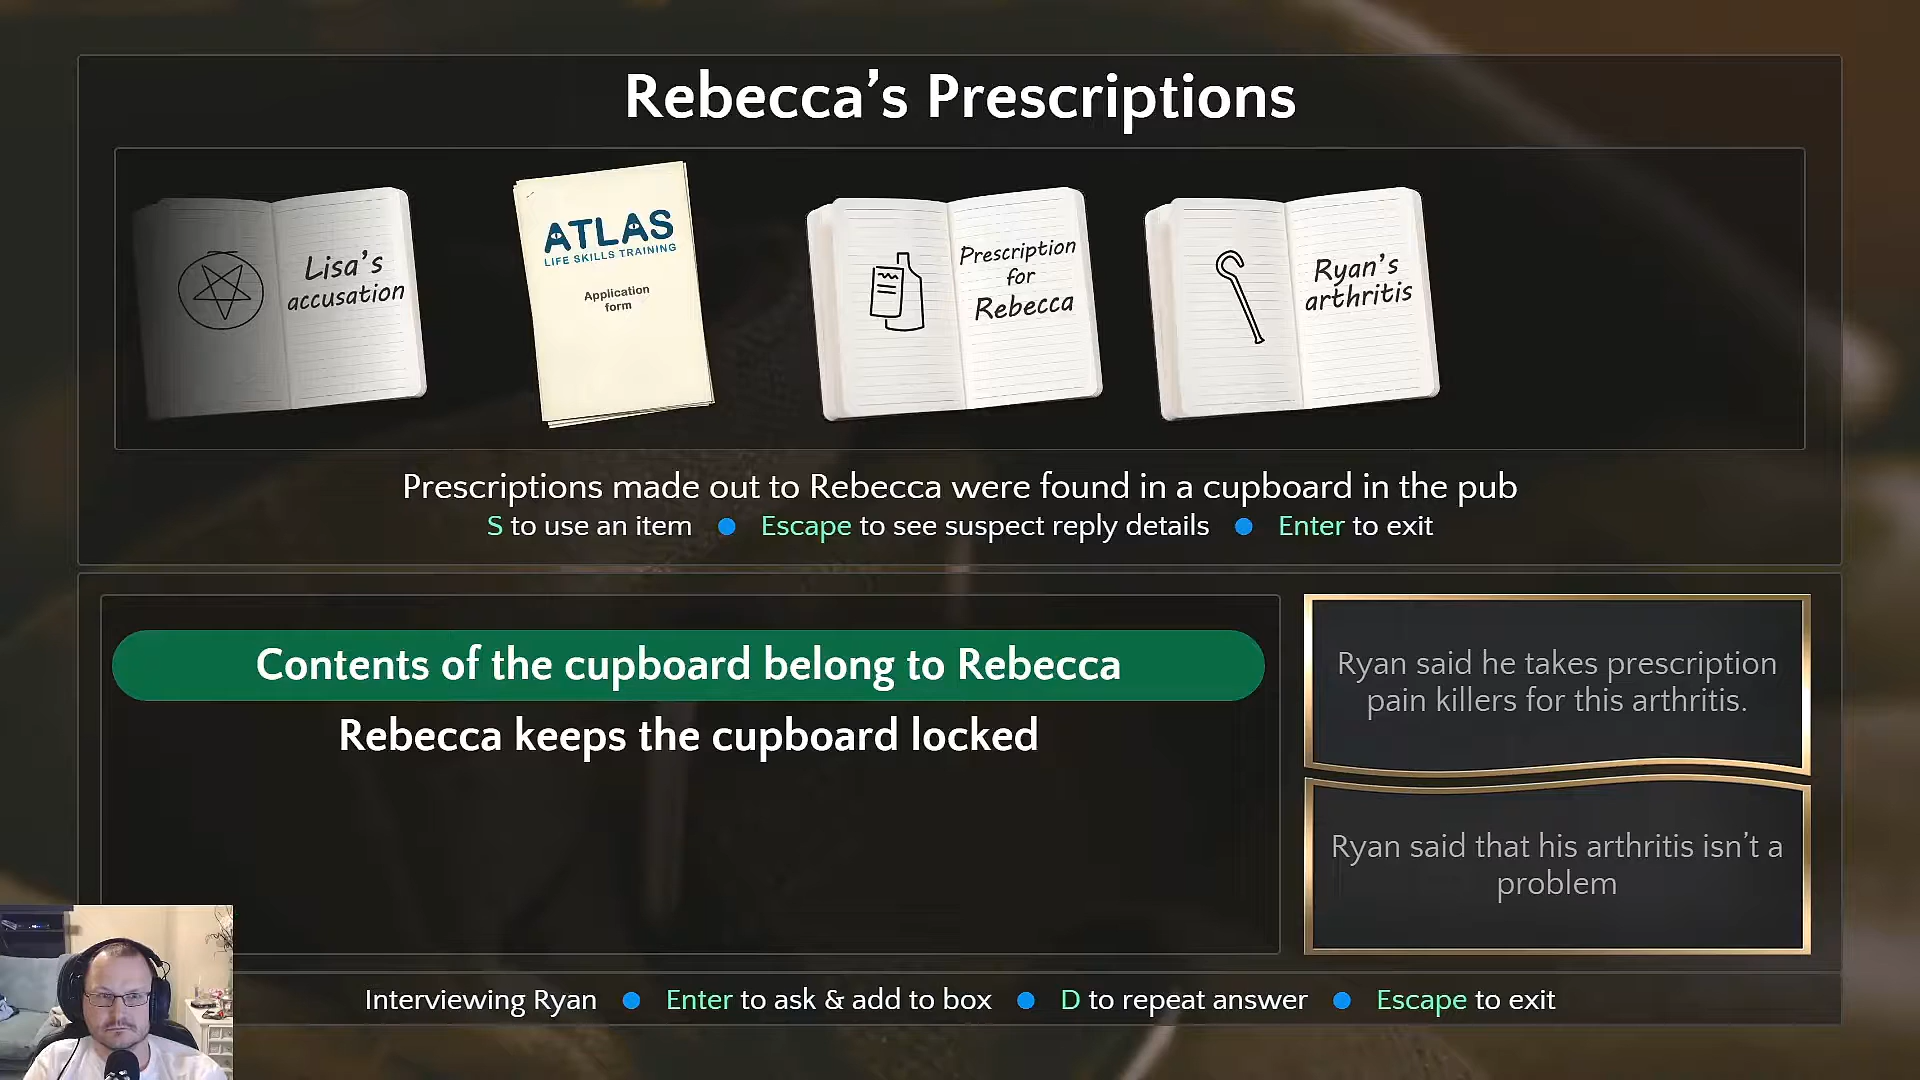 Rebecca's Prescriptions
Lisa's
accusation
ATLAS
LIFE SKILLS TRAINING
Application
form
Prescription
for
Rebecca
Ryan's
arthritis
Prescriptions made out to Rebecca were found in a cupboard in the pub
S to use an item
Escape to see suspect reply details
Enter to exit
Contents of the cupboard belong to Rebecca
Rebecca keeps the cupboard locked
Ryan said he takes prescription
pain killers for this arthritis.
Ryan said that his arthritis isn't a
problem
Interviewing Ryan
Enter to ask & add to box
D to repeat answer
Escape to exit